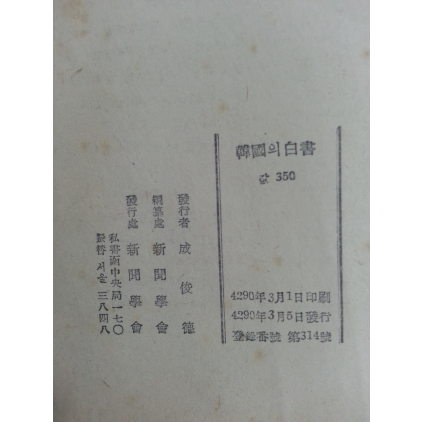 韓國의白書
값 350
4290年3月1日印刷
4290年3月5日發行
登錄番號 第314號
發行者 成俊德
編纂處 新聞學會
發行處 新聞學會
私書函中央局一七〇
振替 서울 三八四八